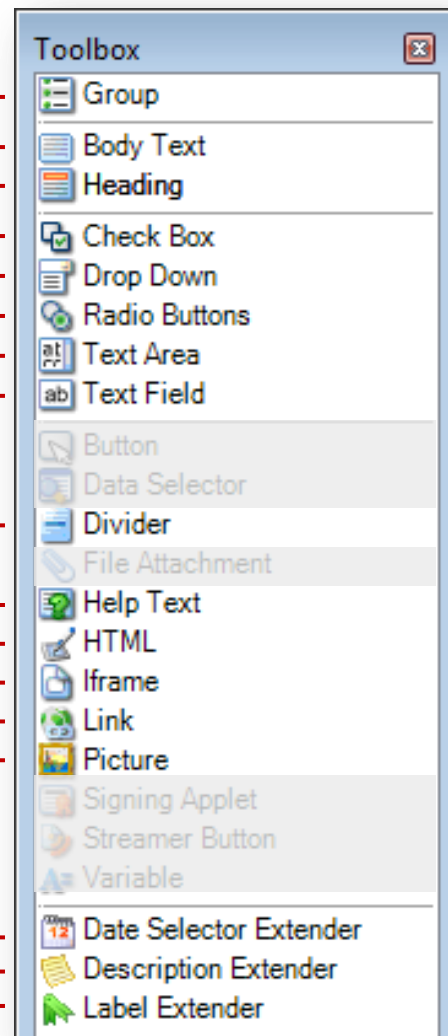 Toolbox
Group
Body Text
Heading
Check Box
Drop Down
Radio Buttons
Text Area
Text Field
Button
Data Selector
Divider
File Attachment
Help Text
HTML
Iframe
Link
Picture
Signing Applet
Streamer Button
Variable
Date Selector Extender
Description Extender
Label Extender